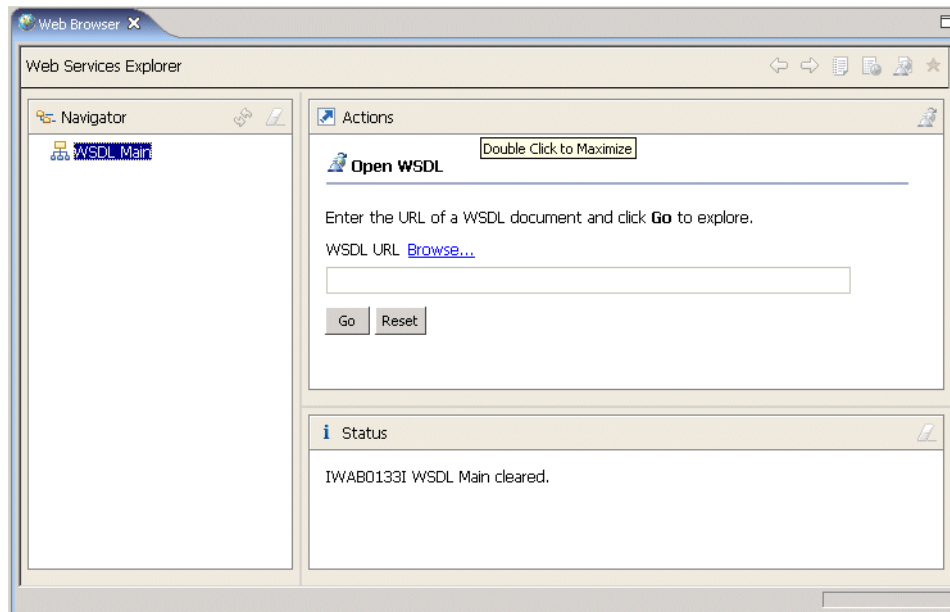 Web Browser
Web Services Explorer
Navigator
WSDL Main
Actions
Double Click to Maximize
Open WSDL
Enter the URL of a WSDL document and click Go to explore.
WSDL URL Browse...
Go Reset
Status
IWAB0133I WSDL Main cleared.